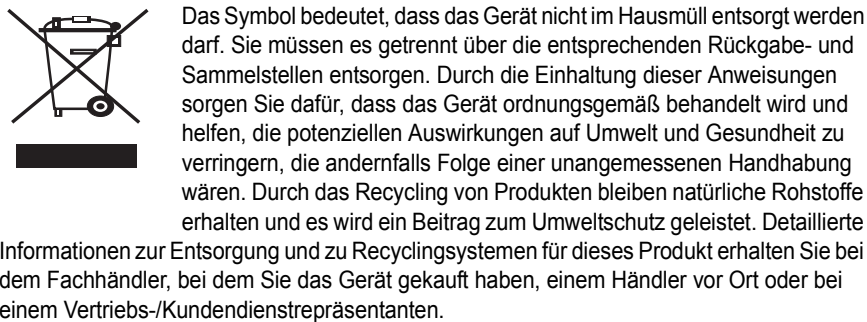 Das Symbol bedeutet, dass das Gerät nicht im Hausmüll entsorgt werden
darf. Sie müssen es getrennt über die entsprechenden Rückgabe- und
Sammelstellen entsorgen. Durch die Einhaltung dieser Anweisungen
sorgen Sie dafür, dass das Gerät ordnungsgemäß behandelt wird und
helfen, die potenziellen Auswirkungen auf Umwelt und Gesundheit zu
verringern, die andernfalls Folge einer unangemessenen Handhabung
wären. Durch das Recycling von Produkten bleiben natürliche Rohstoffe
erhalten und es wird ein Beitrag zum Umweltschutz geleistet. Detaillierte
Informationen zur Entsorgung und zu Recyclingsystemen für dieses Produkt erhalten Sie bei
dem Fachhändler, bei dem Sie das Gerät gekauft haben, einem Händler vor Ort oder bei
einem Vertriebs-/Kundendienstrepräsentanten.